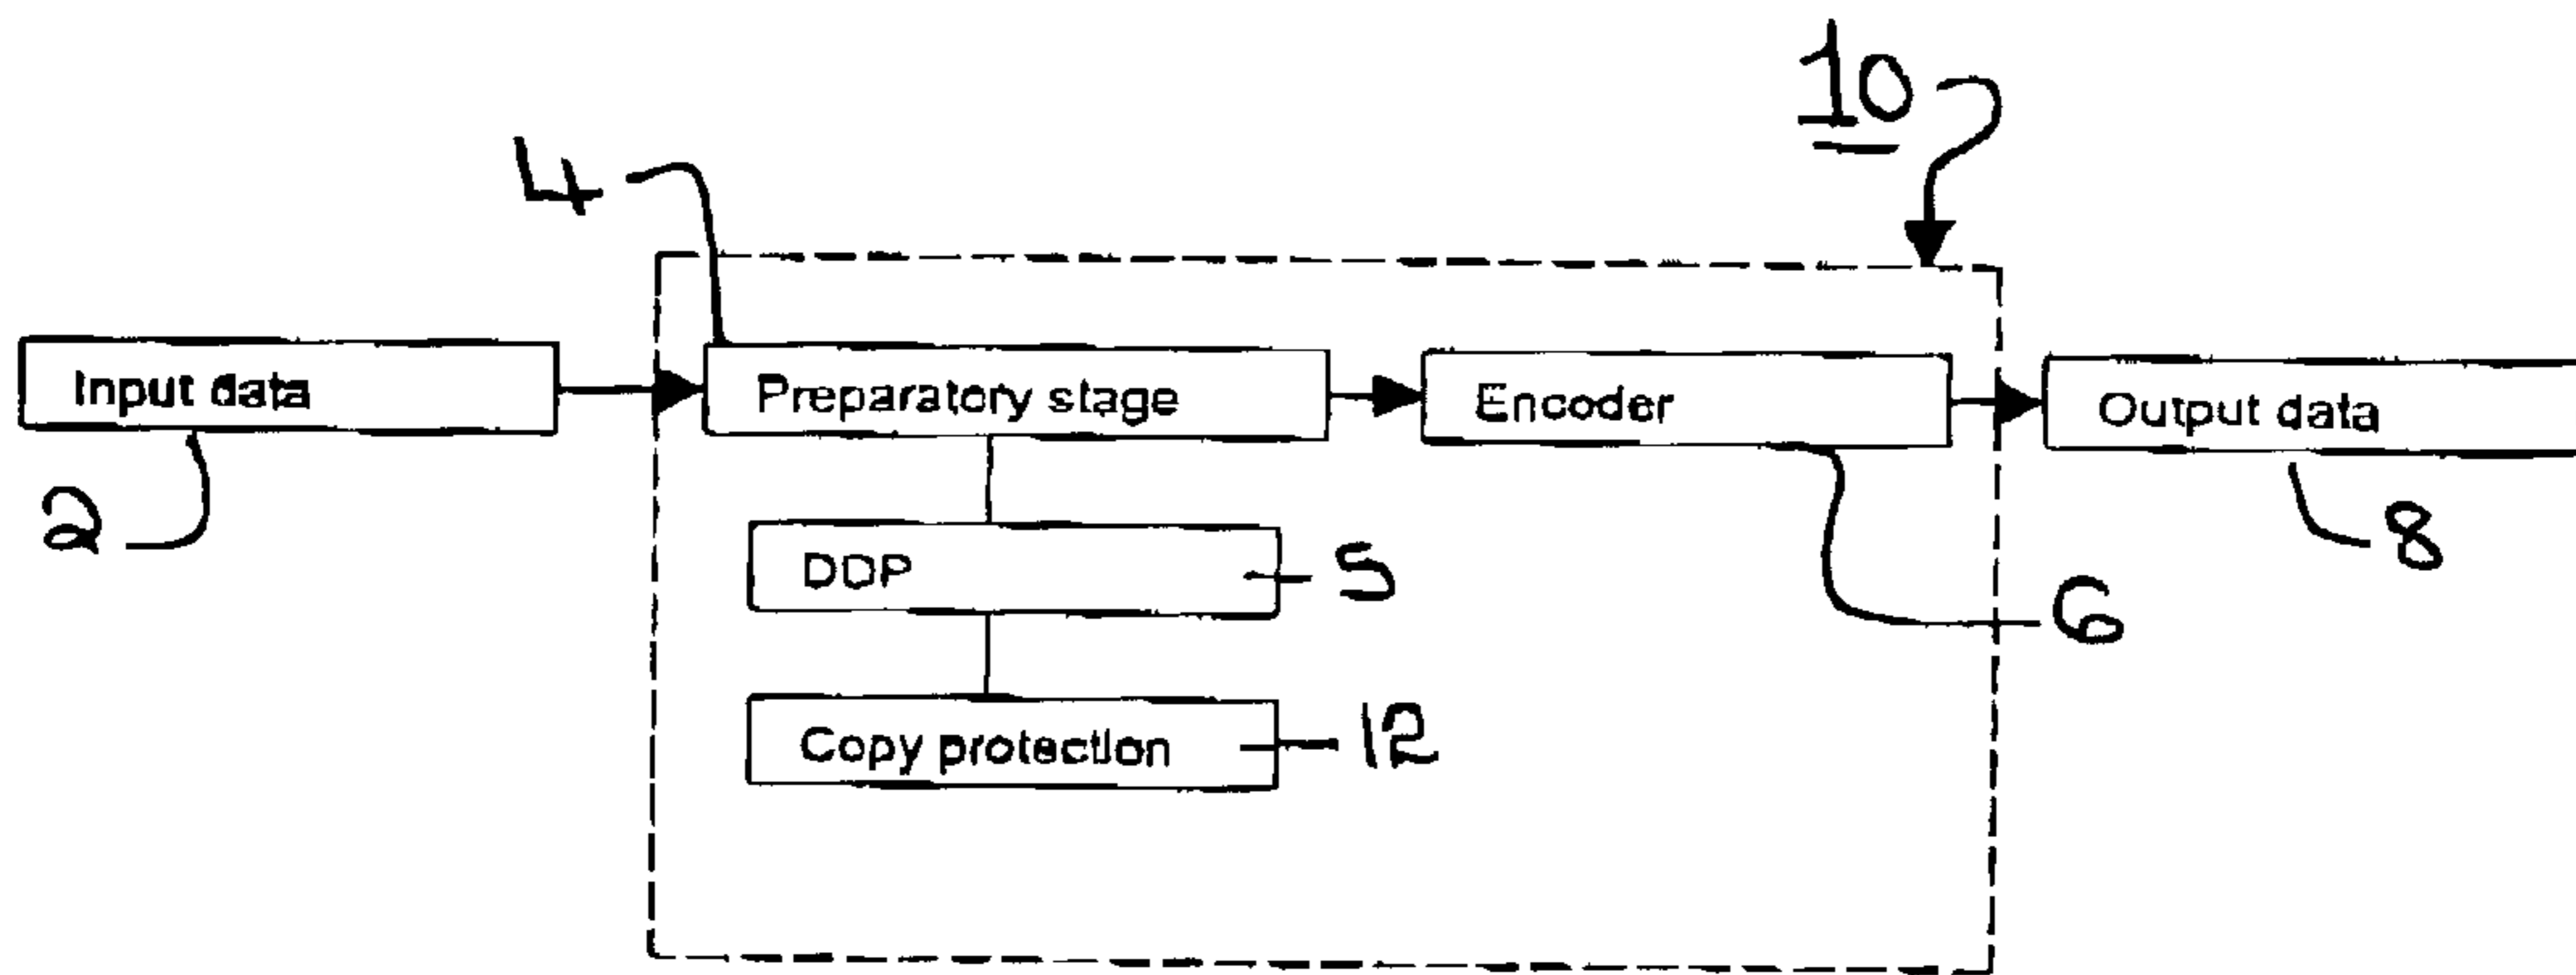 10
4
Input data
Preparatory stage
Encoder
Output data
2
DDP
5
8
6
Copy protection
12